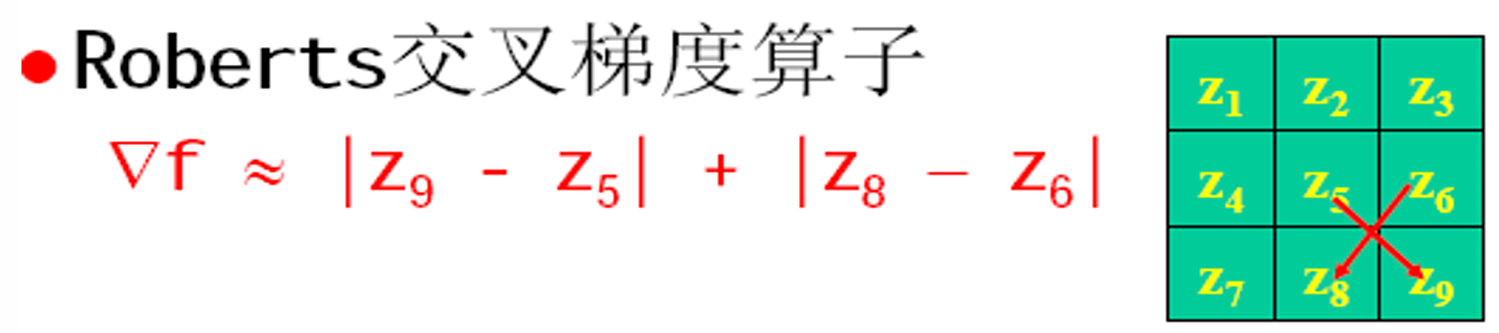 ● Roberts交叉梯度算子
∇f ≈ |z₉ - z₅| + |z₈ – z₆|
z₁ z₂ z₃
z₄ z₅ z₆
z₇ z₈ z₉